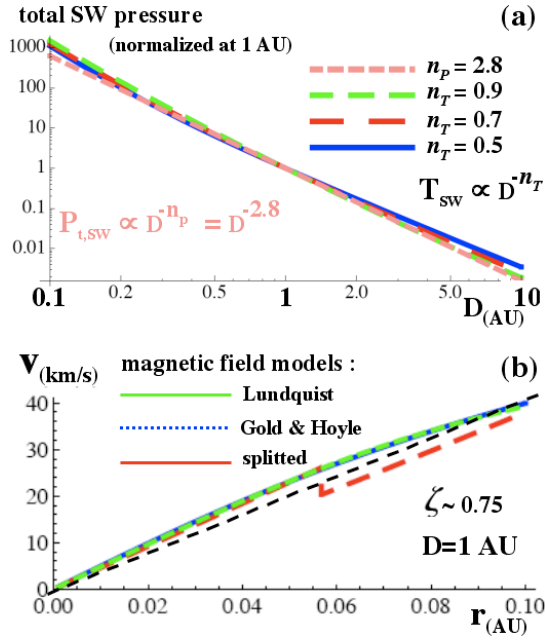 total SW pressure
(normalized at 1 AU)
(a)
1000
100
10
1
0.1
0.01
n_P = 2.8
n_T = 0.9
n_T = 0.7
n_T = 0.5
T_SW ∝ D^-n_T
P_t,SW ∝ D^-n_p = D^-2.8
0.1 0.2 0.5 1 2.0 5.0 10
D(AU)
v(km/s)
magnetic field models :
(b)
Lundquist
Gold & Hoyle
splitted
40
30
20
10
0
ζ~ 0.75
D=1 AU
0.00 0.02 0.04 0.06 0.08 0.10
r(AU)